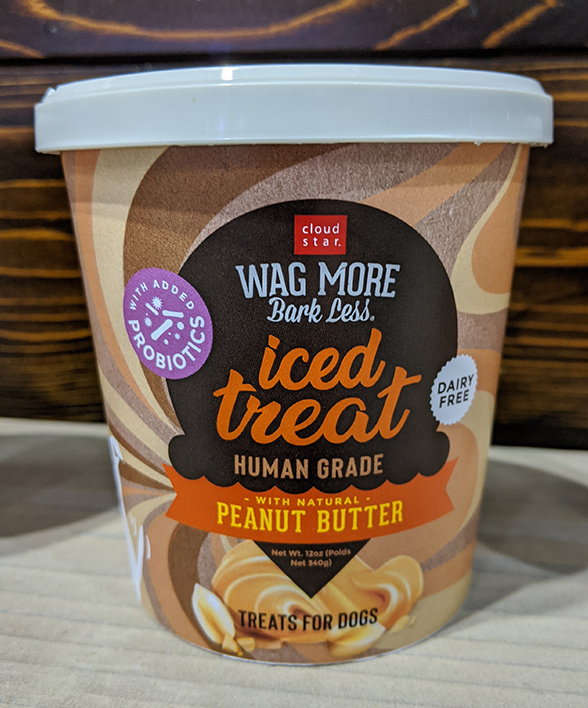 cloud
star.
WAG MORE
Bark Less®
WITH ADDED
PROBIOTICS
iced
treat
DAIRY
FREE
HUMAN GRADE
- WITH NATURAL -
PEANUT BUTTER
Net Wt. 12oz (Poids
Net 340g)
TREATS FOR DOGS